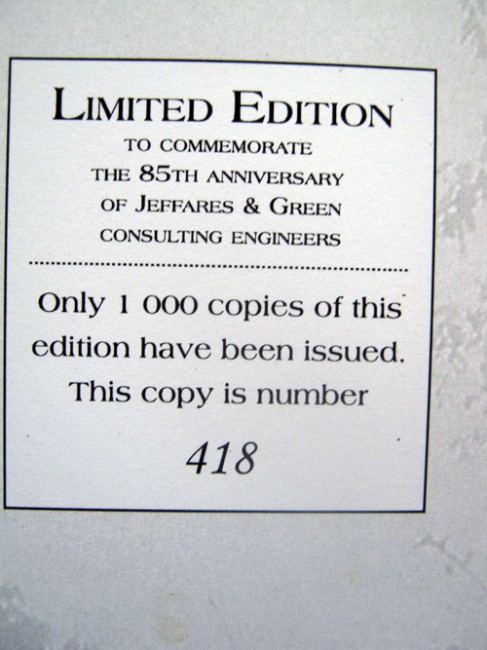 LIMITED EDITION
TO COMMEMORATE
THE 85TH ANNIVERSARY
OF JEFFARES & GREEN
CONSULTING ENGINEERS
Only 1 000 copies of this
edition have been issued.
This copy is number
418